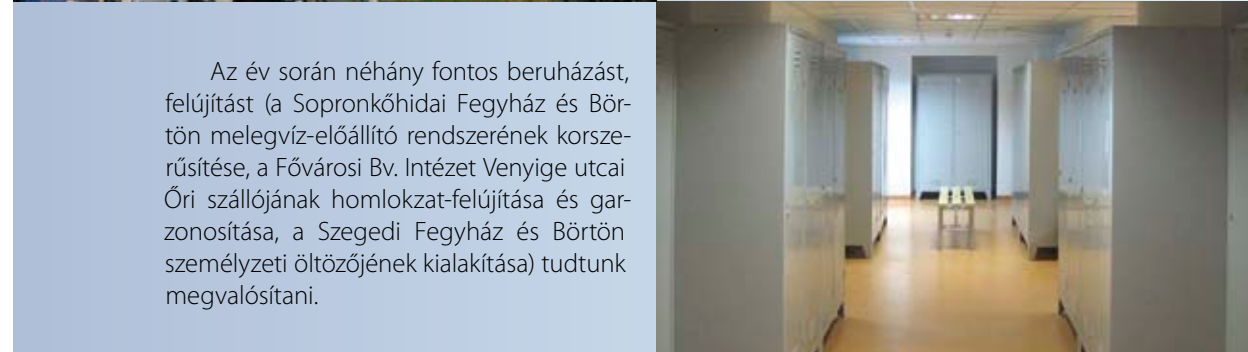 Az év során néhány fontos beruházást,
felújítást (a Sopronkőhidai Fegyház és Bör-
tön melegvíz-előállító rendszerének korsze-
rűsítése, a Fővárosi Bv. Intézet Venyige utcai
Őri szállójának homlokzat-felújítása és gar-
zonosítása, a Szegedi Fegyház és Börtön
személyzeti öltözőjének kialakítása) tudtunk
megvalósítani.